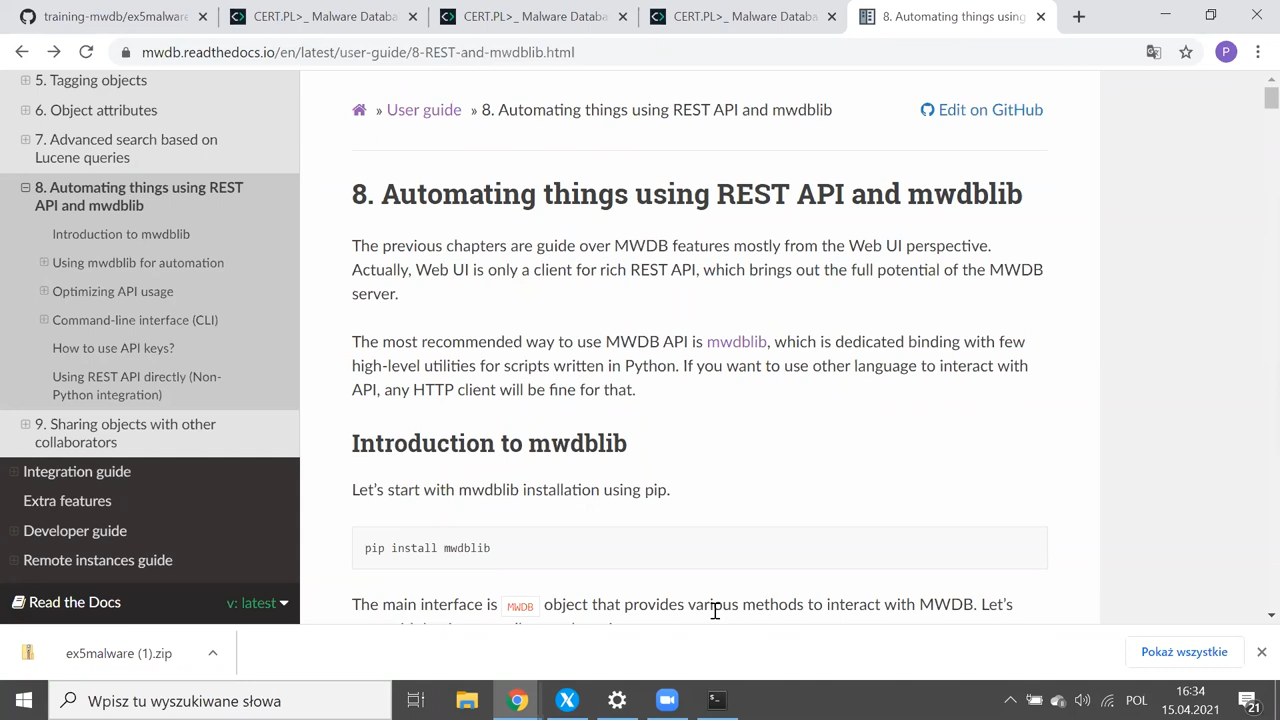 training-mwdb/ex5malware
CERT.PL>_ Malware Databa
CERT.PL>_ Malware Databa
CERT.PL>_ Malware Databa
8. Automating things using
mwdb.readthedocs.io/en/latest/user-guide/8-REST-and-mwdblib.html
P
5. Tagging objects
6. Object attributes
7. Advanced search based on
Lucene queries
8. Automating things using REST
API and mwdblib
Introduction to mwdblib
Using mwdblib for automation
Optimizing API usage
Command-line interface (CLI)
How to use API keys?
Using REST API directly (Non-
Python integration)
9. Sharing objects with other
collaborators
Integration guide
Extra features
Developer guide
Remote instances guide
Read the Docs
v: latest
» User guide » 8. Automating things using REST API and mwdblib
Edit on GitHub
8. Automating things using REST API and mwdblib
The previous chapters are guide over MWDB features mostly from the Web UI perspective.
Actually, Web UI is only a client for rich REST API, which brings out the full potential of the MWDB
server.
The most recommended way to use MWDB API is mwdblib, which is dedicated binding with few
high-level utilities for scripts written in Python. If you want to use other language to interact with
API, any HTTP client will be fine for that.
Introduction to mwdblib
Let's start with mwdblib installation using pip.
pip install mwdblib
The main interface is MWDB object that provides various methods to interact with MWDB. Let's
ex5malware (1).zip
Pokaż wszystkie
Wpisz tu wyszukiwane słowa
POL
16:34
15.04.2021
21